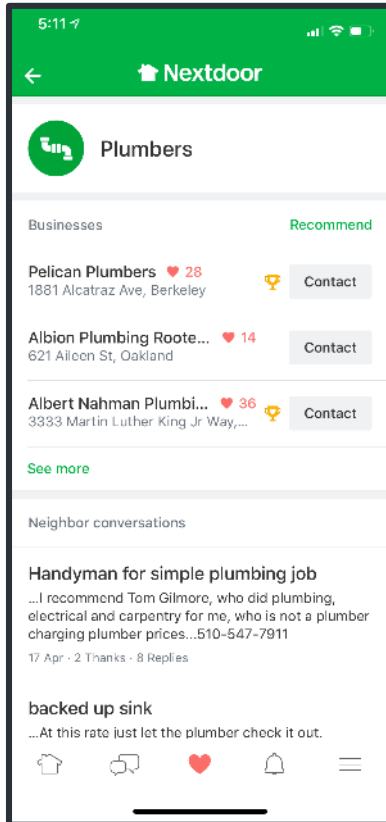 5:11
Nextdoor
Plumbers
Businesses Recommend
Pelican Plumbers 28
1881 Alcatraz Ave, Berkeley
Contact
Albion Plumbing Roote... 14
621 Aileen St, Oakland
Contact
Albert Nahman Plumbi... 36
3333 Martin Luther King Jr Way,...
Contact
See more
Neighbor conversations
Handyman for simple plumbing job
...I recommend Tom Gilmore, who did plumbing,
electrical and carpentry for me, who is not a plumber
charging plumber prices...510-547-7911
17 Apr · 2 Thanks · 8 Replies
backed up sink
...At this rate just let the plumber check it out.